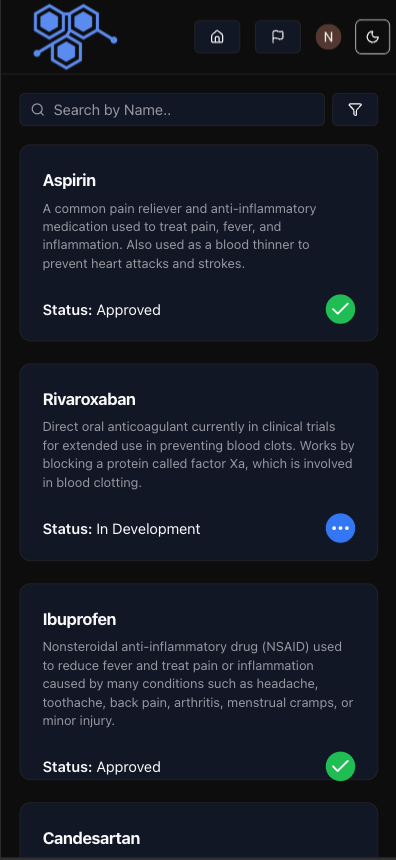 N
Search by Name..
Aspirin
A common pain reliever and anti-inflammatory
medication used to treat pain, fever, and
inflammation. Also used as a blood thinner to
prevent heart attacks and strokes.
Status: Approved
Rivaroxaban
Direct oral anticoagulant currently in clinical trials
for extended use in preventing blood clots. Works by
blocking a protein called factor Xa, which is involved
in blood clotting.
Status: In Development
Ibuprofen
Nonsteroidal anti-inflammatory drug (NSAID) used
to reduce fever and treat pain or inflammation
caused by many conditions such as headache,
toothache, back pain, arthritis, menstrual cramps, or
minor injury.
Status: Approved
Candesartan